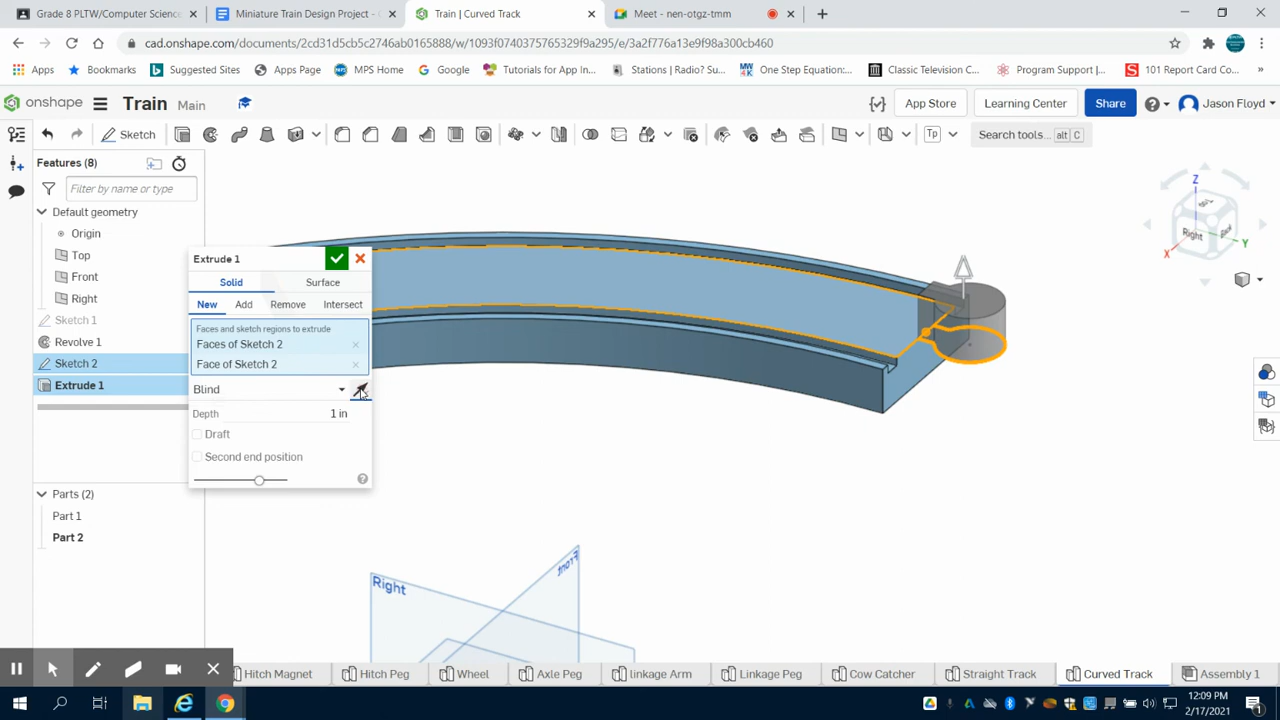 Grade 8 PLTW/Computer Science
Miniature Train Design Project -
Train | Curved Track
Meet - nen-otgz-tmm
cad.onshape.com/documents/2cd31d5cb5c2746ab0165888/w/1093f0740375765329f9a295/e/3a2f776a13e9f98a300cb460
Apps
Bookmarks
Suggested Sites
Apps Page
MPS Home
Google
Tutorials for App In...
Stations | Radio? Su...
One Step Equation:...
Classic Television C...
Program Support |...
101 Report Card Co...
onshape
Train Main
App Store
Learning Center
Share
Jason Floyd
Sketch
Tp
Search tools... alt C
Features (8)
Filter by name or type
Default geometry
Origin
Top
Front
Right
Sketch 1
Revolve 1
Sketch 2
Extrude 1
Parts (2)
Part 1
Part 2
Extrude 1
Solid
Surface
New
Add
Remove
Intersect
Faces and sketch regions to extrude
Faces of Sketch 2
Face of Sketch 2
Blind
Depth
1 in
Draft
Second end position
Z
Right
X
Y
Right
Front
Hitch Magnet
Hitch Peg
Wheel
Axle Peg
linkage Arm
Linkage Peg
Cow Catcher
Straight Track
Curved Track
Assembly 1
12:09 PM
2/17/2021